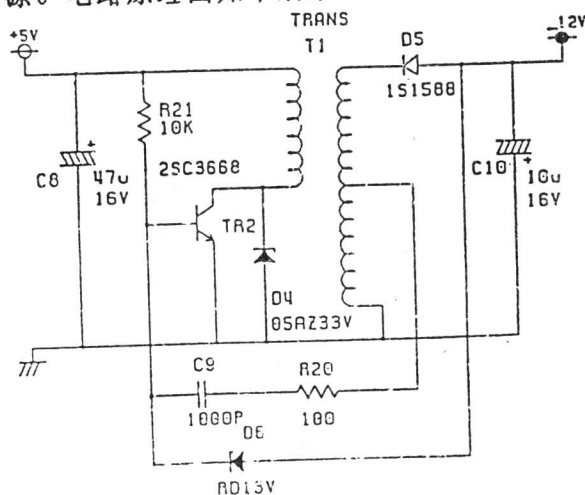 TRANS
+5V
T1
D5
-12V
1S1588
R21
10K
2SC3668
C8
47u
16V
+
C10
+
10u
16V
TR2
D4
05AZ33V
C9
1000P
R20
100
D6
RD13V